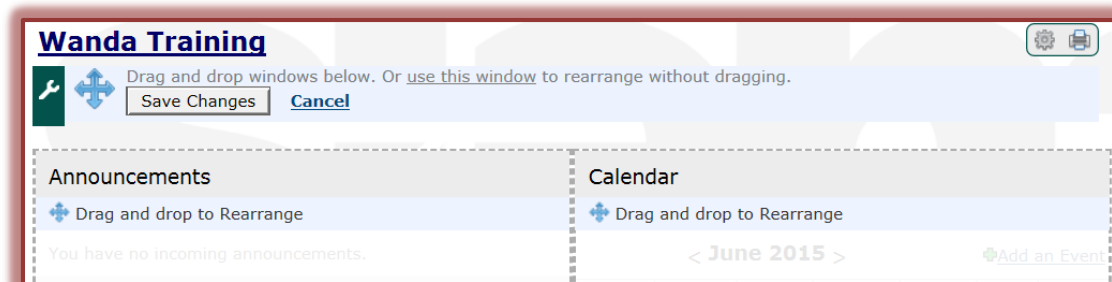 Wanda Training
Drag and drop windows below. Or use this window to rearrange without dragging.
Save Changes Cancel
Announcements
Drag and drop to Rearrange
You have no incoming announcements.
Calendar
Drag and drop to Rearrange
< June 2015 > Add an Event